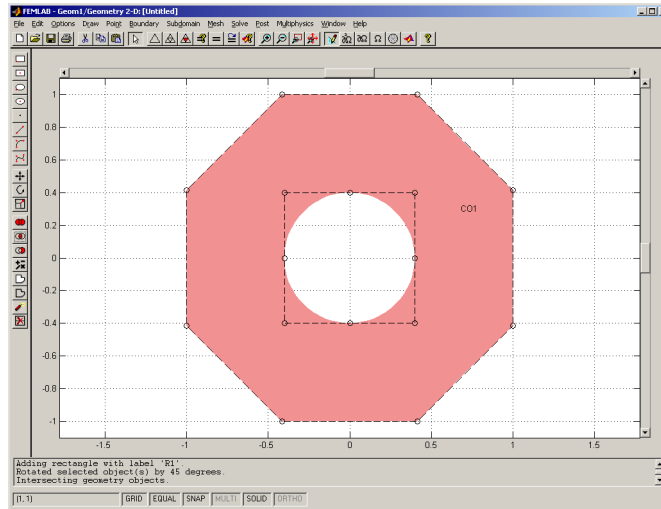 FEMLAB - Geom1/Geometry 2-D: [Untitled]
File Edit Options Draw Point Boundary Subdomain Mesh Solve Post Multiphysics Window Help
1
0.8
0.6
0.4
0.2
0
-0.2
-0.4
-0.6
-0.8
-1
CO1
-1.5 -1 -0.5 0 0.5 1 1.5
Adding rectangle with label 'R1'.
Rotated selected object(s) by 45 degrees.
Intersecting geometry objects.
(1, 1) GRID EQUAL SNAP MULTI SOLID ORTHO